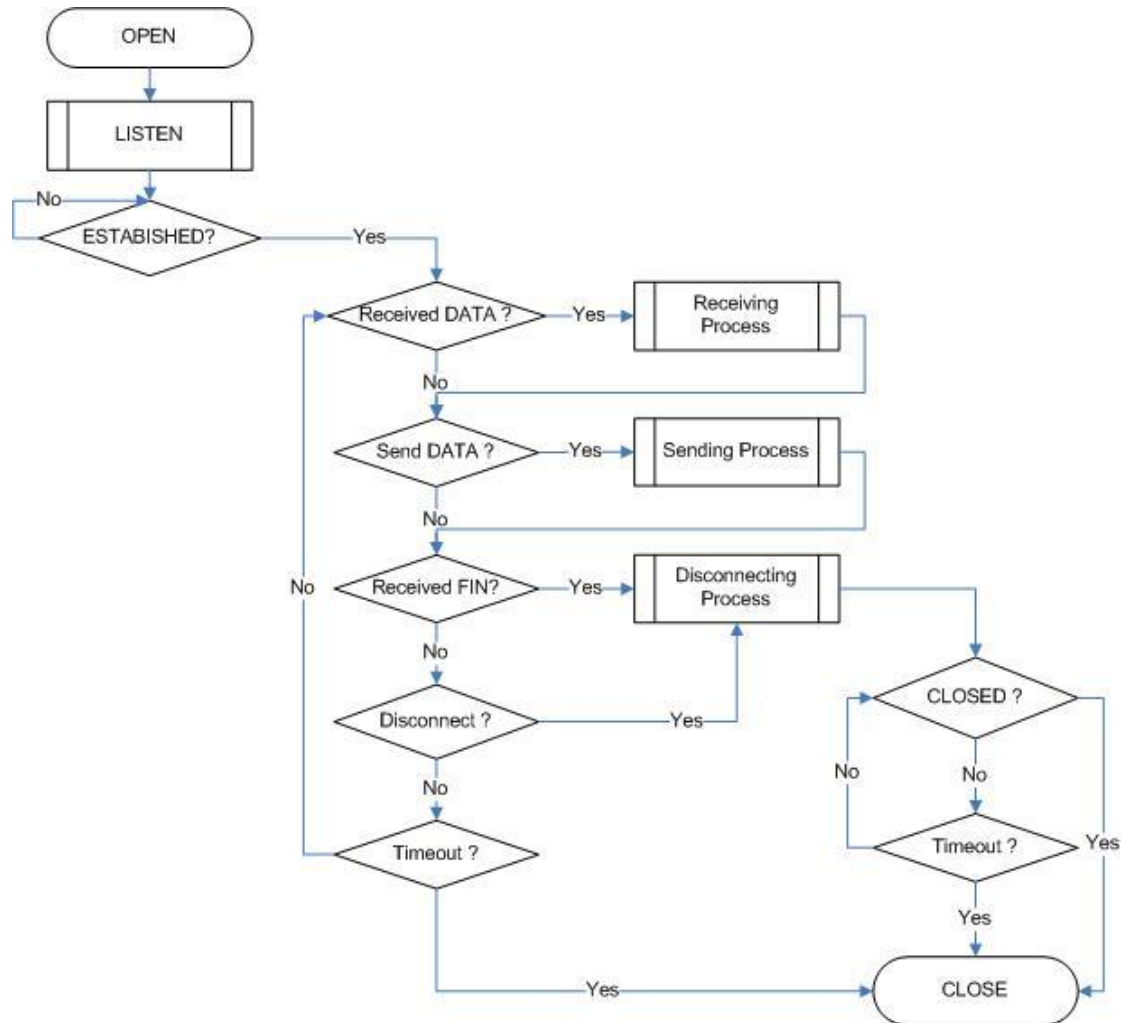 OPEN
LISTEN
No
ESTABISHED?
Yes
Received DATA ?
Yes
Receiving
Process
No
Send DATA ?
Yes
Sending Process
No
No
Received FIN?
Yes
Disconnecting
Process
No
Disconnect ?
Yes
CLOSED ?
No
No
No
Timeout ?
Timeout ?
Yes
Yes
Yes
CLOSE